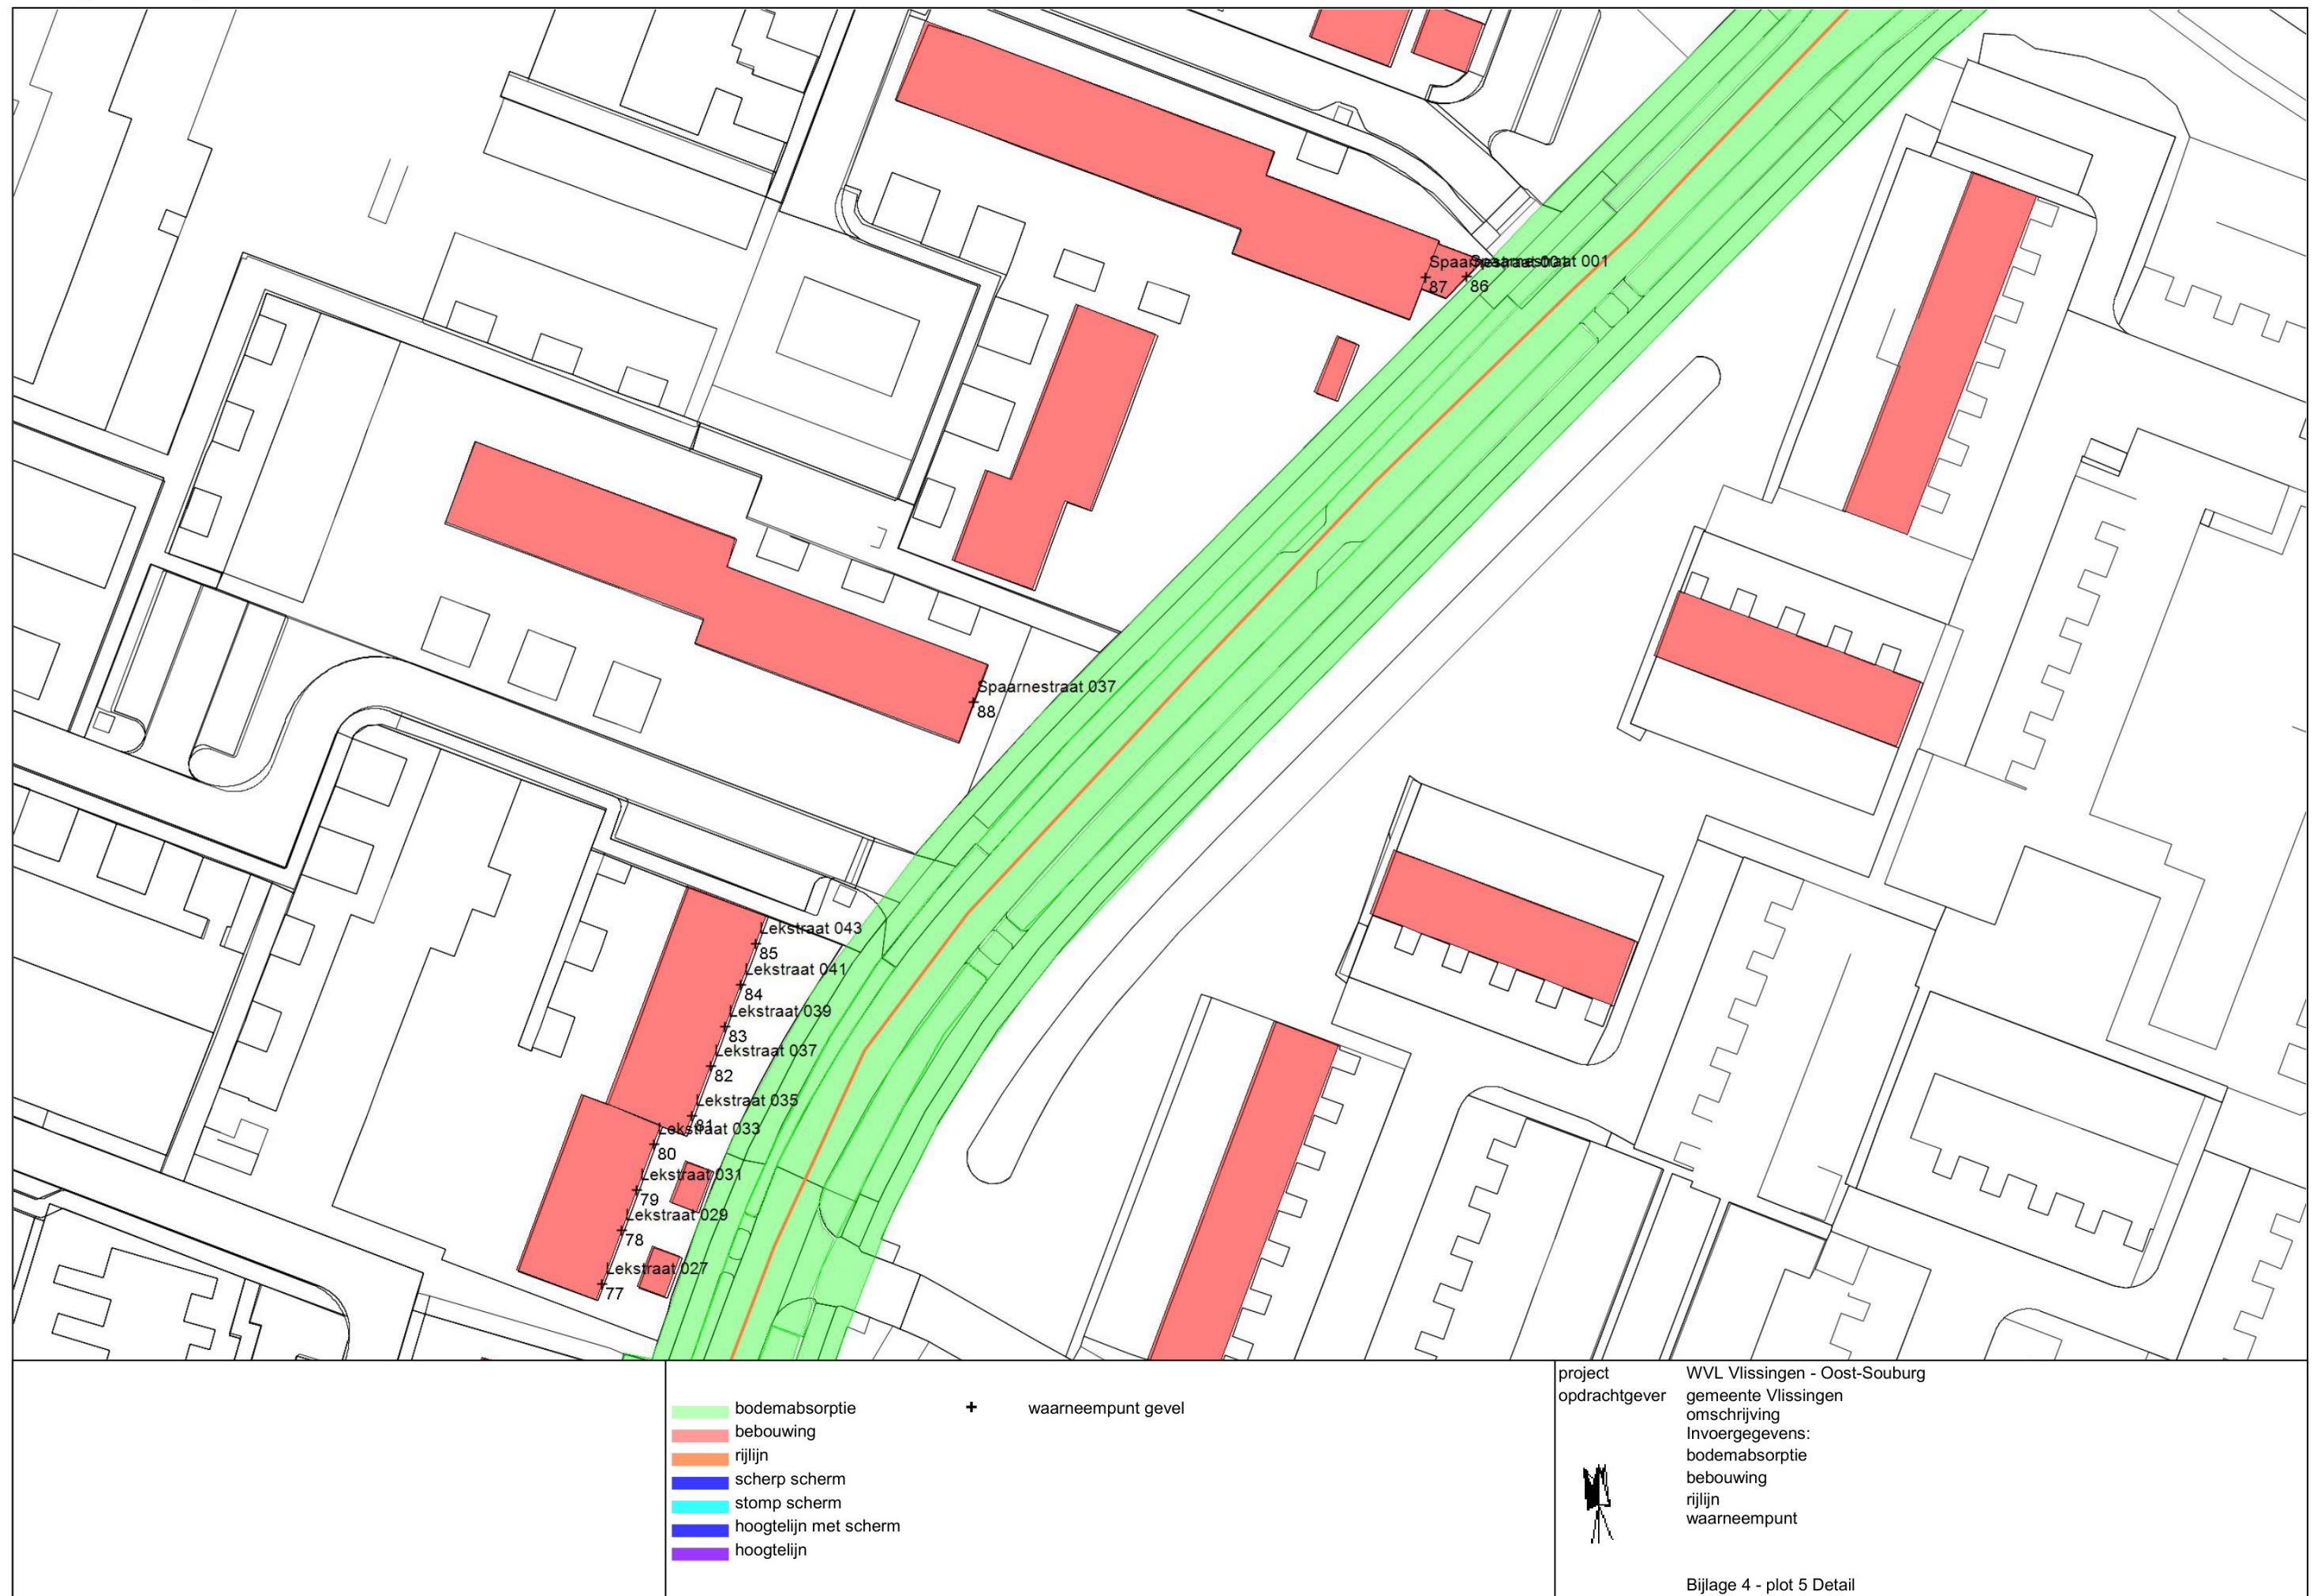 Spaarnestraat 001
Spaarnestraat 001
87
86
Spaarnestraat 037
88
Lekstraat 043
85
Lekstraat 041
84
Lekstraat 039
83
Lekstraat 037
82
Lekstraat 035
81
Lekstraat 033
80
Lekstraat 031
79
Lekstraat 029
78
Lekstraat 027
77
bodemabsorptie
bebouwing
rijlijn
scherp scherm
stomp scherm
hoogtelijn met scherm
hoogtelijn
waarneempunt gevel
project WVL Vlissingen - Oost-Souburg
opdrachtgever gemeente Vlissingen
omschrijving
Invoergegevens:
bodemabsorptie
bebouwing
rijlijn
waarneempunt
Bijlage 4 - plot 5 Detail